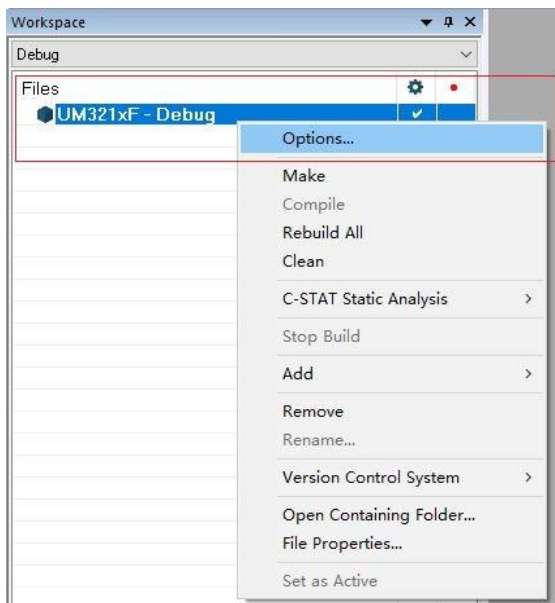 Workspace
Debug
Files
UM321xF - Debug
Options...
Make
Compile
Rebuild All
Clean
C-STAT Static Analysis
Stop Build
Add
Remove
Rename...
Version Control System
Open Containing Folder...
File Properties...
Set as Active